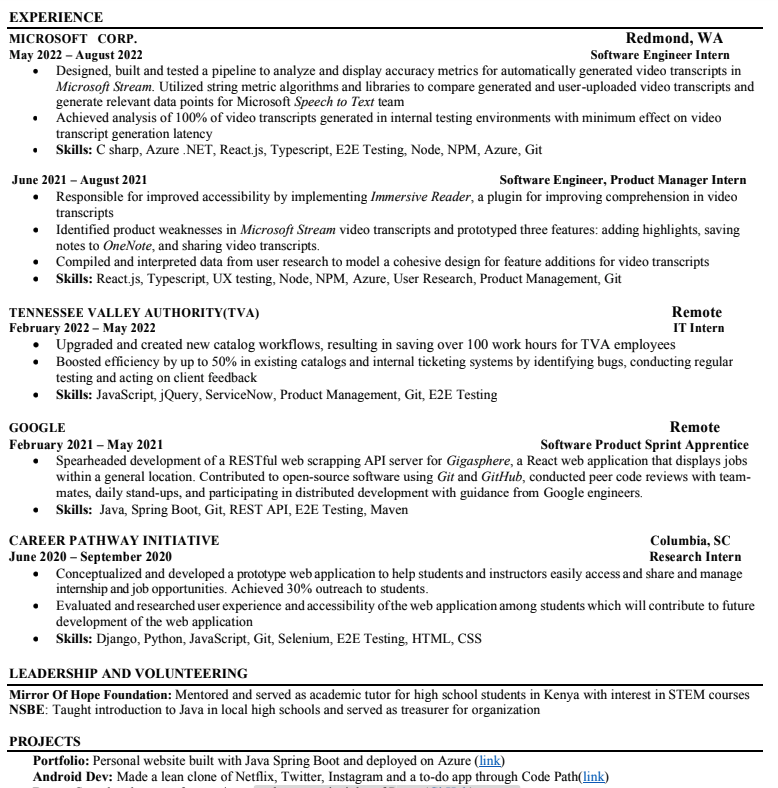 EXPERIENCE
MICROSOFT CORP. Redmond, WA
May 2022 – August 2022 Software Engineer Intern
• Designed, built and tested a pipeline to analyze and display accuracy metrics for automatically generated video transcripts in
Microsoft Stream. Utilized string metric algorithms and libraries to compare generated and user-uploaded video transcripts and
generate relevant data points for Microsoft Speech to Text team
• Achieved analysis of 100% of video transcripts generated in internal testing environments with minimum effect on video
transcript generation latency
• Skills: C sharp, Azure .NET, React.js, Typescript, E2E Testing, Node, NPM, Azure, Git
June 2021 – August 2021 Software Engineer, Product Manager Intern
• Responsible for improved accessibility by implementing Immersive Reader, a plugin for improving comprehension in video
transcripts
• Identified product weaknesses in Microsoft Stream video transcripts and prototyped three features: adding highlights, saving
notes to OneNote, and sharing video transcripts.
• Compiled and interpreted data from user research to model a cohesive design for feature additions for video transcripts
• Skills: React.js, Typescript, UX testing, Node, NPM, Azure, User Research, Product Management, Git
TENNESSEE VALLEY AUTHORITY(TVA) Remote
February 2022 – May 2022 IT Intern
• Upgraded and created new catalog workflows, resulting in saving over 100 work hours for TVA employees
• Boosted efficiency by up to 50% in existing catalogs and internal ticketing systems by identifying bugs, conducting regular
testing and acting on client feedback
• Skills: JavaScript, jQuery, ServiceNow, Product Management, Git, E2E Testing
GOOGLE Remote
February 2021 – May 2021 Software Product Sprint Apprentice
• Spearheaded development of a RESTful web scrapping API server for Gigasphere, a React web application that displays jobs
within a general location. Contributed to open-source software using Git and GitHub, conducted peer code reviews with team-
mates, daily stand-ups, and participating in distributed development with guidance from Google engineers.
• Skills: Java, Spring Boot, Git, REST API, E2E Testing, Maven
CAREER PATHWAY INITIATIVE Columbia, SC
June 2020 – September 2020 Research Intern
• Conceptualized and developed a prototype web application to help students and instructors easily access and share and manage
internship and job opportunities. Achieved 30% outreach to students.
• Evaluated and researched user experience and accessibility of the web application among students which will contribute to future
development of the web application
• Skills: Django, Python, JavaScript, Git, Selenium, E2E Testing, HTML, CSS
LEADERSHIP AND VOLUNTEERING
Mirror Of Hope Foundation: Mentored and served as academic tutor for high school students in Kenya with interest in STEM courses
NSBE: Taught introduction to Java in local high schools and served as treasurer for organization
PROJECTS
Portfolio: Personal website built with Java Spring Boot and deployed on Azure (link)
Android Dev: Made a lean clone of Netflix, Twitter, Instagram and a to-do app through Code Path(link)